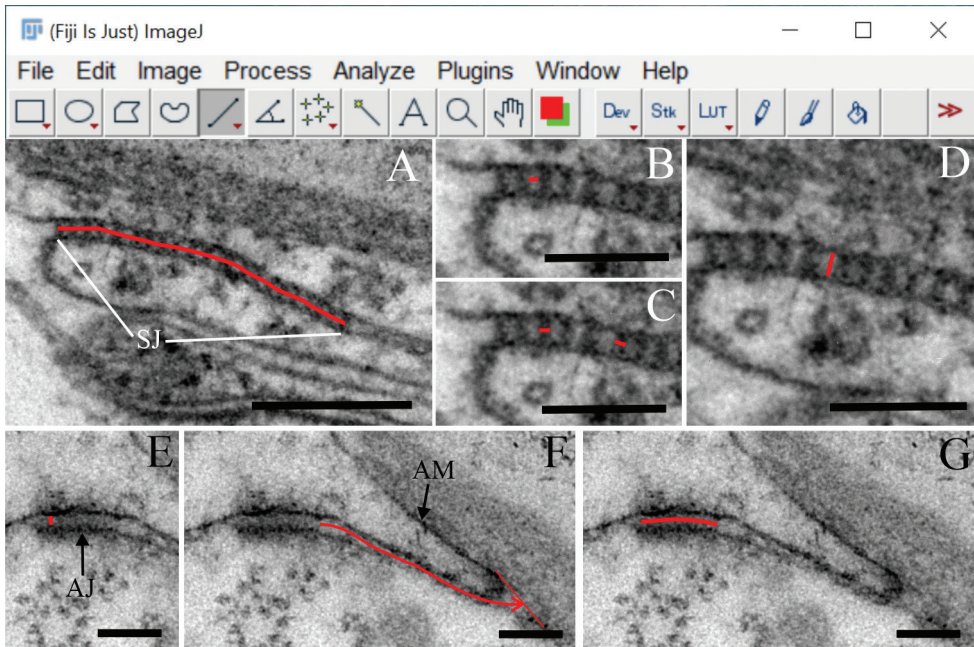 (Fiji Is Just) ImageJ
File Edit Image Process Analyze Plugins Window Help
Dev Stk LUT
A
B
D
C
SJ
E
F
G
AM
AJ